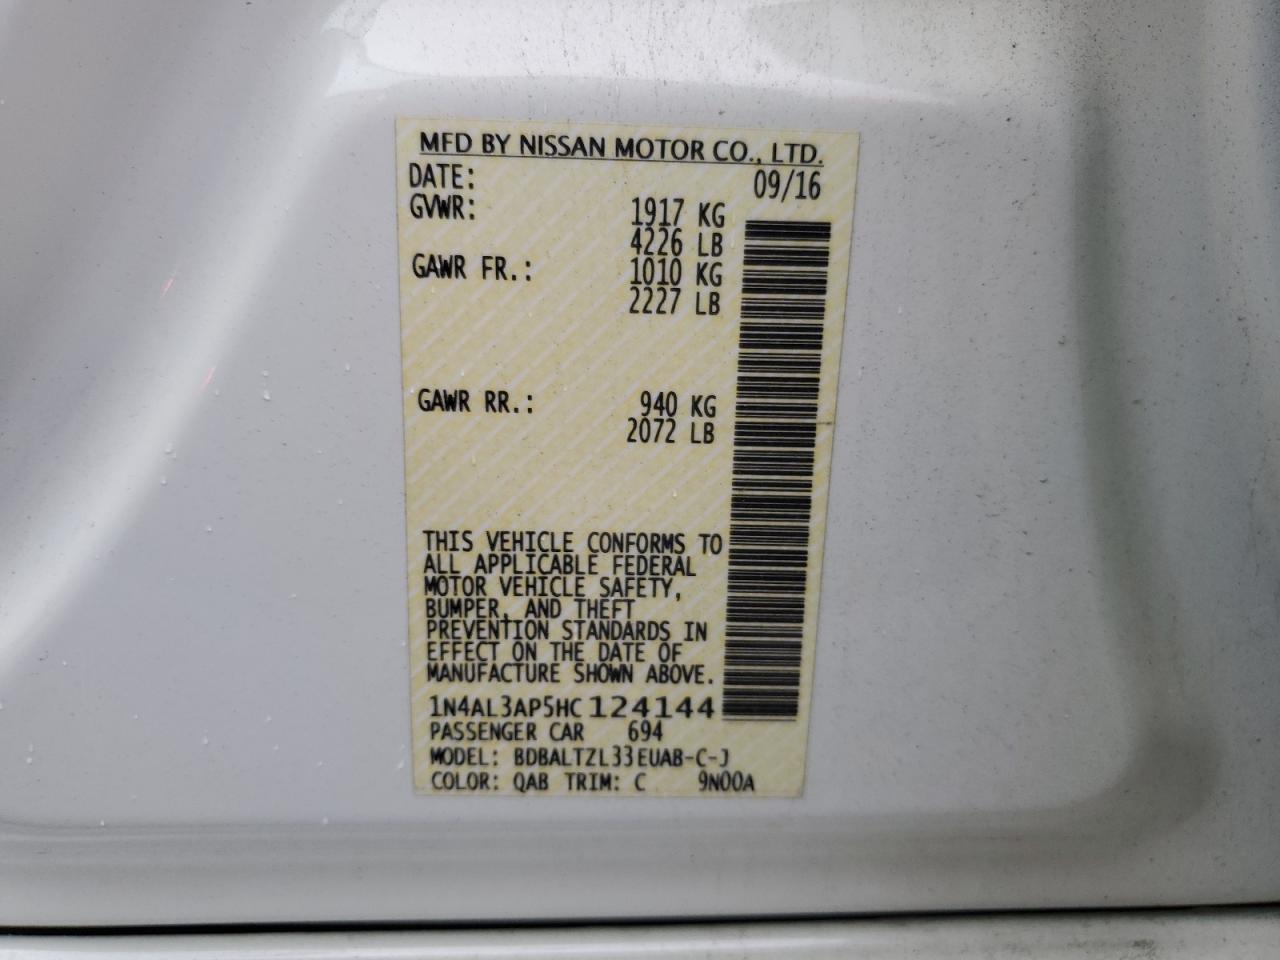 MFD BY NISSAN MOTOR CO., LTD.
DATE: 09/16
GVWR: 1917 KG
4226 LB
GAWR FR.: 1010 KG
2227 LB
GAWR RR.: 940 KG
2072 LB
THIS VEHICLE CONFORMS TO
ALL APPLICABLE FEDERAL
MOTOR VEHICLE SAFETY,
BUMPER, AND THEFT
PREVENTION STANDARDS IN
EFFECT ON THE DATE OF
MANUFACTURE SHOWN ABOVE.
1N4AL3AP5HC124144
PASSENGER CAR 694
MODEL: BDBALTZL33EUAB-C-J
COLOR: QAB TRIM: C 9N00A